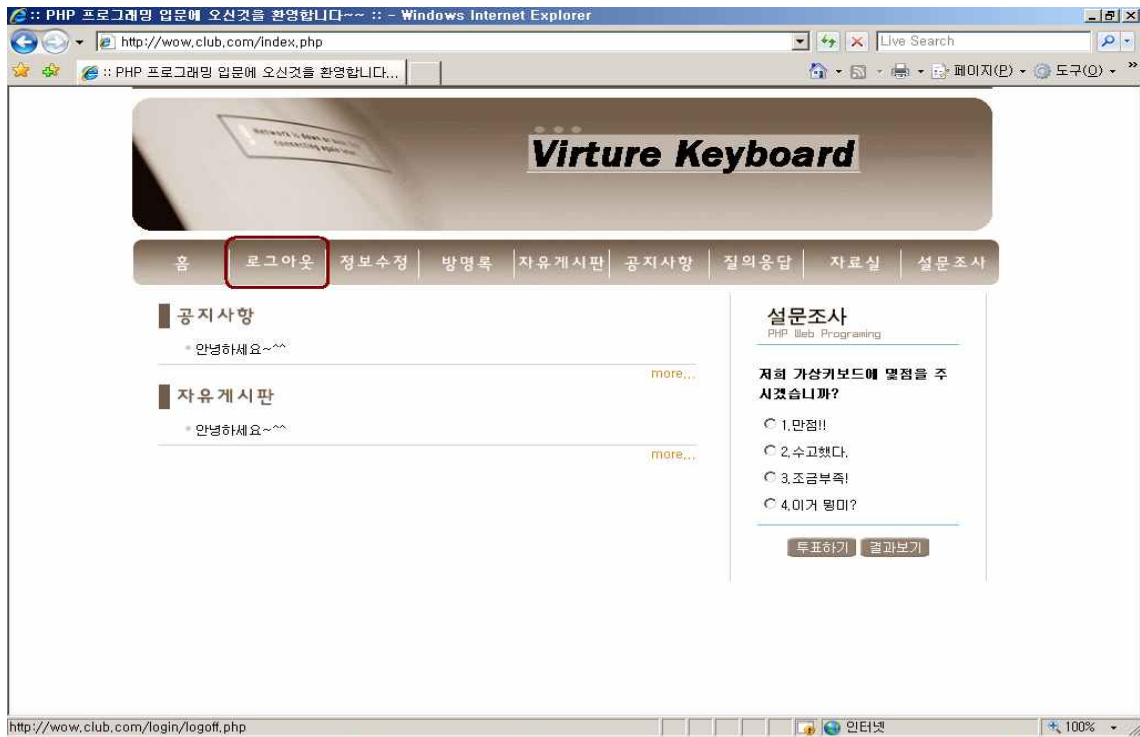 :: PHP 프로그래밍 입문에 오신것을 환영합니다~~ :: - Windows Internet Explorer
http://wow.club.com/index.php
Live Search
:: PHP 프로그래밍 입문에 오신것을 환영합니다...
페이지(P)
도구(O)
»
Network is down or
connecting again
Virture Keyboard
홈
로그아웃
정보수정
방명록
자유게시판
공지사항
질의응답
자료실
설문조사
공지사항
안녕하세요~^^
more...
자유게시판
안녕하세요~^^
more...
설문조사
PHP Web Programing
저희 가상키보드에 몇점을 주
시겠습니까?
1.만점!!
2.수고했다.
3.조금부족!
4.이거 뭥미?
투표하기
결과보기
http://wow.club.com/login/logoff.php
인터넷
100%